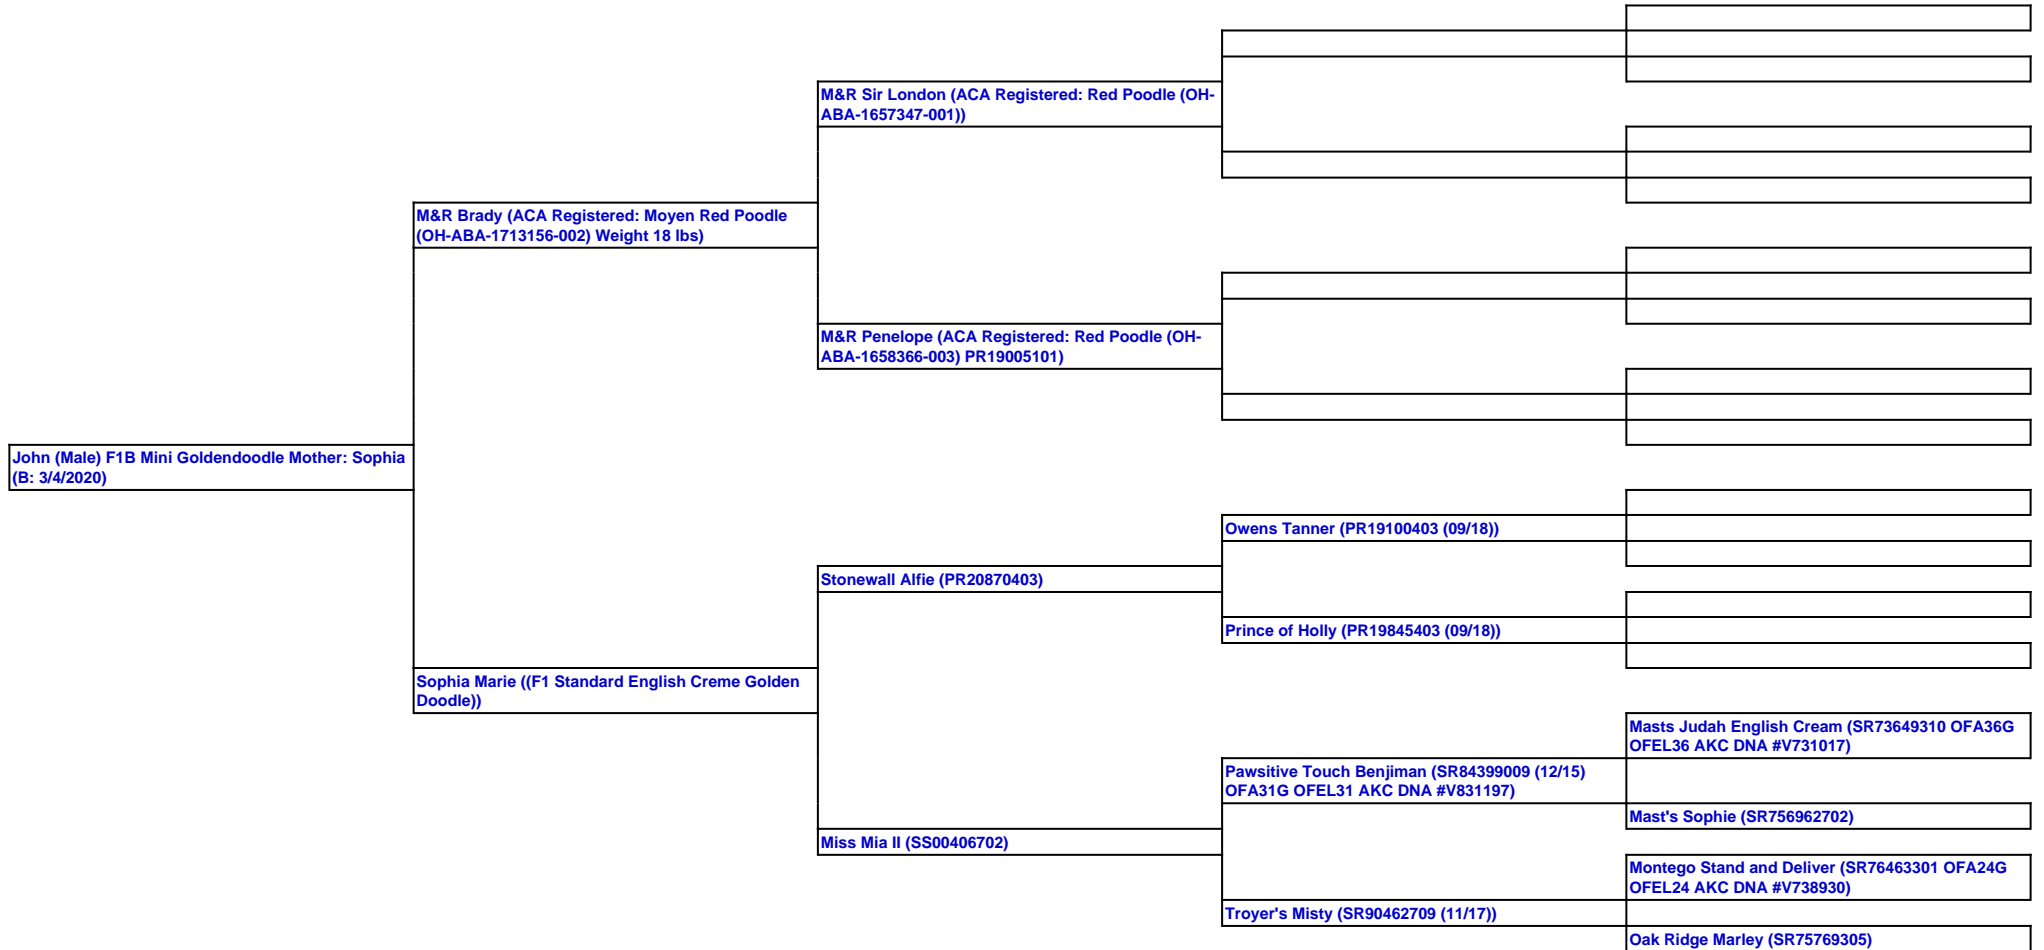 M&R Sir London (ACA Registered: Red Poodle (OH-
ABA-1657347-001))
M&R Brady (ACA Registered: Moyen Red Poodle
(OH-ABA-1713156-002) Weight 18 lbs)
M&R Penelope (ACA Registered: Red Poodle (OH-
ABA-1658366-003) PR19005101)
John (Male) F1B Mini Goldendoodle Mother: Sophia
(B: 3/4/2020)
Owens Tanner (PR19100403 (09/18))
Stonewall Alfie (PR20870403)
Prince of Holly (PR19845403 (09/18))
Sophia Marie ((F1 Standard English Creme Golden
Doodle))
Masts Judah English Cream (SR73649310 OFA36G
OFEL36 AKC DNA #V731017)
Pawsitive Touch Benjiman (SR84399009 (12/15)
OFA31G OFEL31 AKC DNA #V831197)
Mast's Sophie (SR756962702)
Miss Mia II (SS00406702)
Montego Stand and Deliver (SR76463301 OFA24G
OFEL24 AKC DNA #V738930)
Troyer's Misty (SR90462709 (11/17))
Oak Ridge Marley (SR75769305)